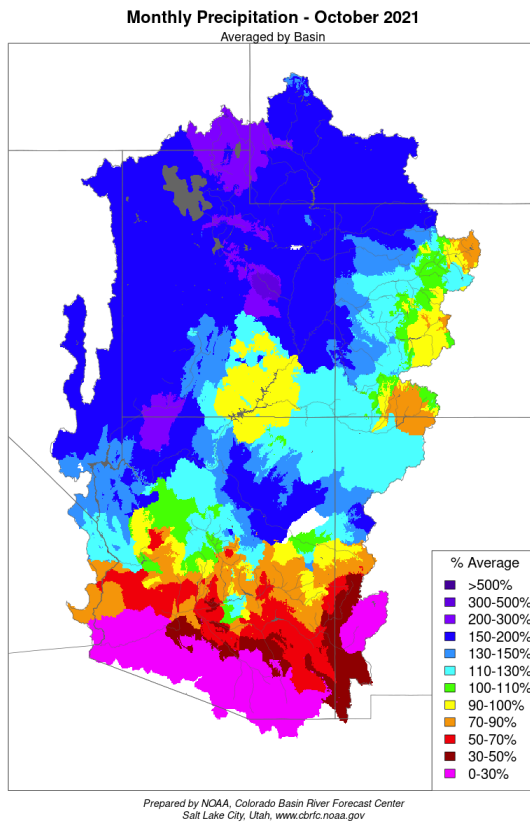 Monthly Precipitation - October 2021
Averaged by Basin
% Average
>500%
300-500%
200-300%
150-200%
130-150%
110-130%
100-110%
90-100%
70-90%
50-70%
30-50%
0-30%
Prepared by NOAA, Colorado Basin River Forecast Center
Salt Lake City, Utah, www.cbrfc.noaa.gov